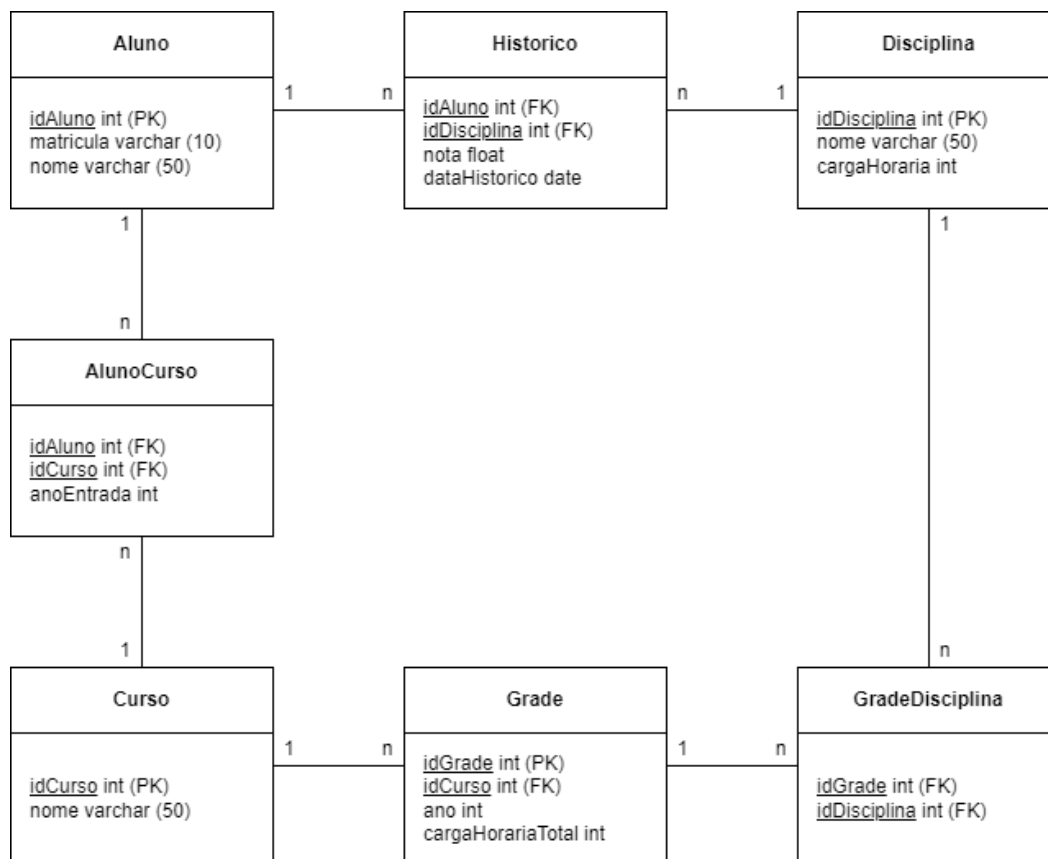 Aluno
idAluno int (PK)
matricula varchar (10)
nome varchar (50)
1
n
Historico
idAluno int (FK)
idDisciplina int (FK)
nota float
dataHistorico date
n
1
Disciplina
idDisciplina int (PK)
nome varchar (50)
cargaHoraria int
1
n
1
n
AlunoCurso
idAluno int (FK)
idCurso int (FK)
anoEntrada int
n
1
Curso
idCurso int (PK)
nome varchar (50)
1
n
Grade
idGrade int (PK)
idCurso int (FK)
ano int
cargaHorariaTotal int
1
n
GradeDisciplina
idGrade int (FK)
idDisciplina int (FK)